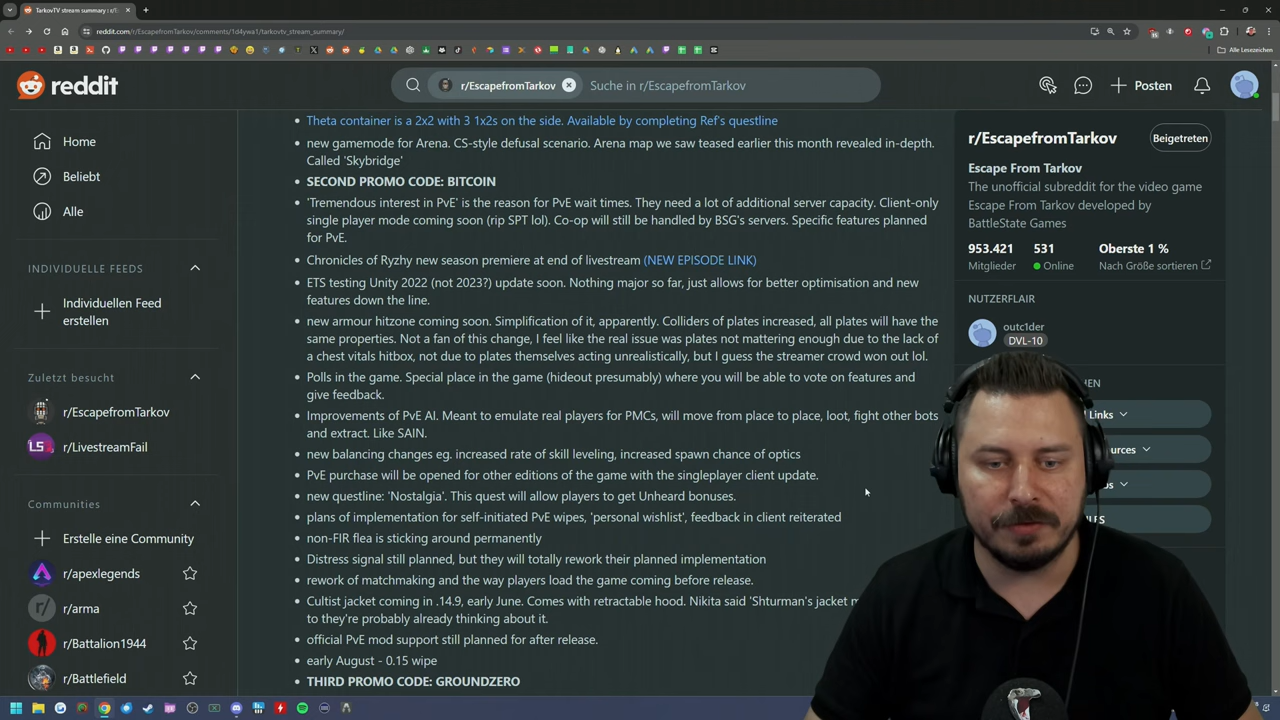 TarkovTV stream summary : r/E
reddit.com/r/EscapefromTarkov/comments/1d4ywa1/tarkovtv_stream_summary/
Alle Lesezeichen
reddit
r/EscapefromTarkov
Suche in r/EscapefromTarkov
Posten
Home
Beliebt
Alle
INDIVIDUELLE FEEDS
Individuellen Feed
erstellen
Zuletzt besucht
r/EscapefromTarkov
r/LivestreamFail
Communities
Erstelle eine Community
r/apexlegends
r/arma
r/Battalion1944
r/Battlefield
Theta container is a 2x2 with 3 1x2s on the side. Available by completing Ref's questline
new gamemode for Arena. CS-style defusal scenario. Arena map we saw teased earlier this month revealed in-depth.
Called 'Skybridge'
SECOND PROMO CODE: BITCOIN
'Tremendous interest in PvE' is the reason for PvE wait times. They need a lot of additional server capacity. Client-only
single player mode coming soon (rip SPT lol). Co-op will still be handled by BSG's servers. Specific features planned
for PvE.
Chronicles of Ryzhy new season premiere at end of livestream (NEW EPISODE LINK)
ETS testing Unity 2022 (not 2023?) update soon. Nothing major so far, just allows for better optimisation and new
features down the line.
new armour hitzone coming soon. Simplification of it, apparently. Colliders of plates increased, all plates will have the
same properties. Not a fan of this change, I feel like the real issue was plates not mattering enough due to the lack of
a chest vitals hitbox, not due to plates themselves acting unrealistically, but I guess the streamer crowd won out lol.
Polls in the game. Special place in the game (hideout presumably) where you will be able to vote on features and
give feedback.
Improvements of PvE AI. Meant to emulate real players for PMCs, will move from place to place, loot, fight other bots
and extract. Like SAIN.
new balancing changes eg. increased rate of skill leveling, increased spawn chance of optics
PvE purchase will be opened for other editions of the game with the singleplayer client update.
new questline: 'Nostalgia'. This quest will allow players to get Unheard bonuses.
plans of implementation for self-initiated PvE wipes, 'personal wishlist', feedback in client reiterated
non-FIR flea is sticking around permanently
Distress signal still planned, but they will totally rework their planned implementation
rework of matchmaking and the way players load the game coming before release.
Cultist jacket coming in .14.9, early June. Comes with retractable hood. Nikita said 'Shturman's jacket
to they're probably already thinking about it.
official PvE mod support still planned for after release.
early August - 0.15 wipe
THIRD PROMO CODE: GROUNDZERO
r/EscapefromTarkov
Beigetreten
Escape From Tarkov
The unofficial subreddit for the video game
Escape From Tarkov developed by
BattleState Games
953.421 531 Oberste 1 %
Mitglieder Online Nach Größe sortieren
NUTZERFLAIR
outc1der
DVL-10
Links